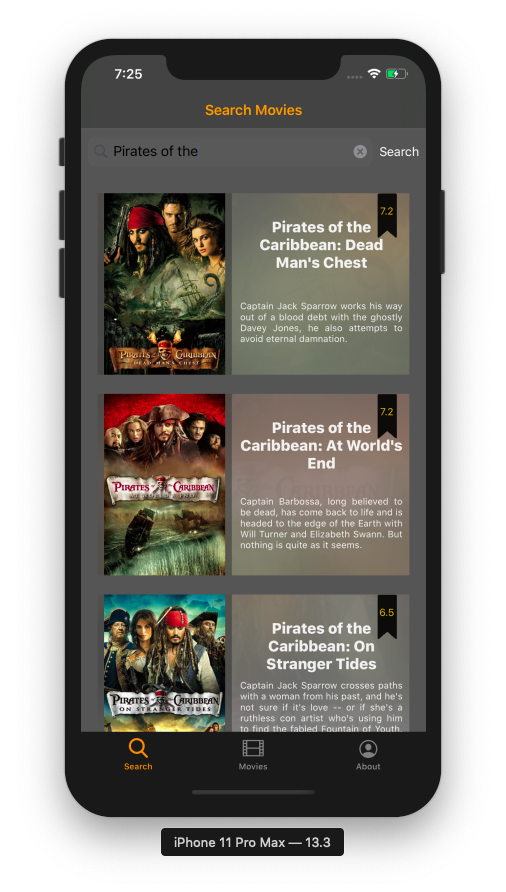 7:25
Search Movies
Pirates of the
Search
7.2
Pirates of the
Caribbean: Dead
Man's Chest
Captain Jack Sparrow works his way
out of a blood debt with the ghostly
Davey Jones, he also attempts to
avoid eternal damnation.
PIRATES of the CARIBBEAN
DEAD MAN'S CHEST
7.2
Pirates of the
Caribbean: At World's
End
Captain Barbossa, long believed to
be dead, has come back to life and is
headed to the edge of the Earth with
Will Turner and Elizabeth Swann. But
nothing is quite as it seems.
PIRATES of the CARIBBEAN
AT WORLD'S END
6.5
Pirates of the
Caribbean: On
Stranger Tides
Captain Jack Sparrow crosses paths
with a woman from his past, and he's
not sure if it's love -- or if she's a
ruthless con artist who's using him
to find the fabled Fountain of Youth.
PIRATES of the CARIBBEAN
ON STRANGER TIDES
Search
Movies
About
iPhone 11 Pro Max — 13.3